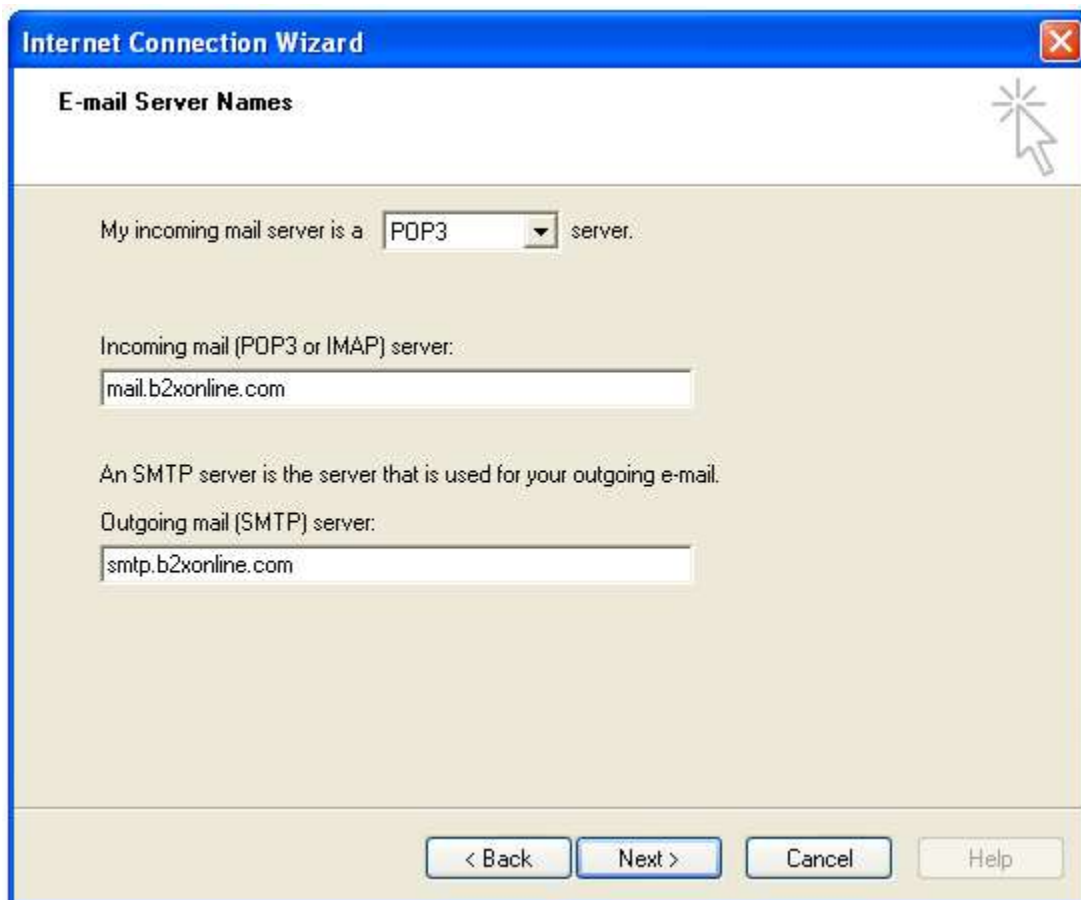 Internet Connection Wizard
E-mail Server Names
My incoming mail server is a POP3 server.
Incoming mail (POP3 or IMAP) server:
mail.b2xonline.com
An SMTP server is the server that is used for your outgoing e-mail.
Outgoing mail (SMTP) server:
smtp.b2xonline.com
< Back Next > Cancel Help